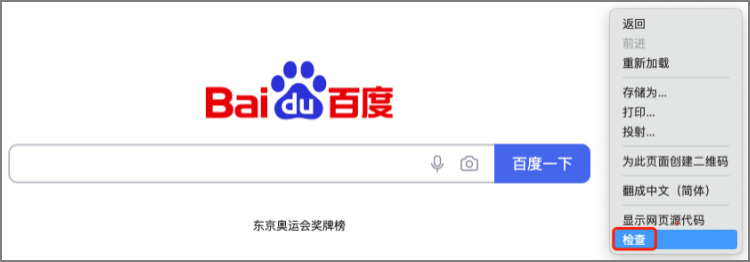 Bai du 百度
百度一下
东京奥运会奖牌榜
返回
前进
重新加载
存储为...
打印...
投射...
为此页面创建二维码
翻成中文（简体）
显示网页源代码
检查